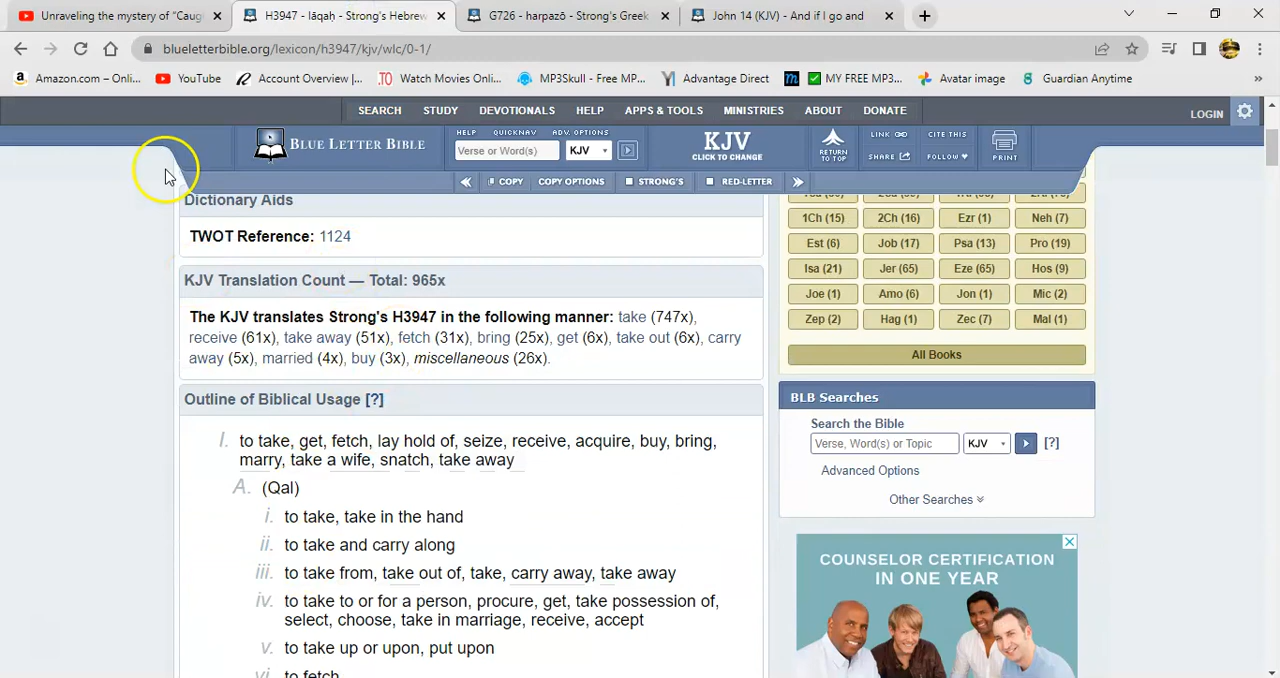 Unraveling the mystery of “Caug
H3947 - lāqaḥ - Strong's Hebrew
G726 - harpazō - Strong's Greek
John 14 (KJV) - And if I go and
blueletterbible.org/lexicon/h3947/kjv/wlc/0-1/
Amazon.com – Onli...
YouTube
Account Overview |...
TO
Watch Movies Onl...
MP3Skull - Free MP...
Advantage Direct
MY FREE MP3...
Avatar image
Guardian Anytime
»
SEARCH STUDY DEVOTIONALS HELP APPS & TOOLS MINISTRIES ABOUT DONATE
LOGIN
BLUE LETTER BIBLE
HELP QUICKNAV ADV. OPTIONS
Verse or Word(s)
KJV
KJV
CLICK TO CHANGE
RETURN
TO TOP
LINK
CITE THIS
SHARE
FOLLOW
PRINT
COPY COPY OPTIONS STRONG'S RED-LETTER
Dictionary Aids
TWOT Reference: 1124
KJV Translation Count — Total: 965x
The KJV translates Strong's H3947 in the following manner: take (747x),
receive (61x), take away (51x), fetch (31x), bring (25x), get (6x), take out (6x), carry
away (5x), married (4x), buy (3x), miscellaneous (26x).
Outline of Biblical Usage [?]
I. to take, get, fetch, lay hold of, seize, receive, acquire, buy, bring,
marry, take a wife, snatch, take away
A. (Qal)
i. to take, take in the hand
ii. to take and carry along
iii. to take from, take out of, take, carry away, take away
iv. to take to or for a person, procure, get, take possession of,
select, choose, take in marriage, receive, accept
v. to take up or upon, put upon
vi. to fetch
1Ch (15) 2Ch (16) Ezr (1) Neh (7)
Est (6) Job (17) Psa (13) Pro (19)
Isa (21) Jer (65) Eze (65) Hos (9)
Joe (1) Amo (6) Jon (1) Mic (2)
Zep (2) Hag (1) Zec (7) Mal (1)
All Books
BLB Searches
Search the Bible
Verse, Word(s) or Topic
KJV
[?]
Advanced Options
Other Searches
COUNSELOR CERTIFICATION
IN ONE YEAR